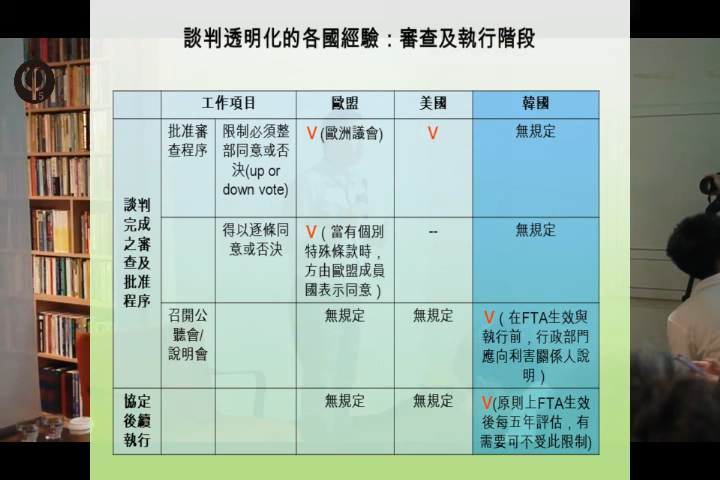 談判透明化的各國經驗：審查及執行階段
工作項目
歐盟
美國
韓國
談判
完成
之審
查及
批准
程序
批准審
查程序
限制必須整
部同意或否
決(up or
down vote)
V (歐洲議會)
V
無規定
得以逐條同
意或否決
V（當有個別
特殊條款時，
方由歐盟成員
國表示同意）
--
無規定
召開公
聽會/
說明會
無規定
無規定
V（在FTA生效與
執行前，行政部門
應向利害關係人說
明）
協定
後續
執行
無規定
無規定
V(原則上FTA生效
後每五年評估，有
需要可不受此限制)